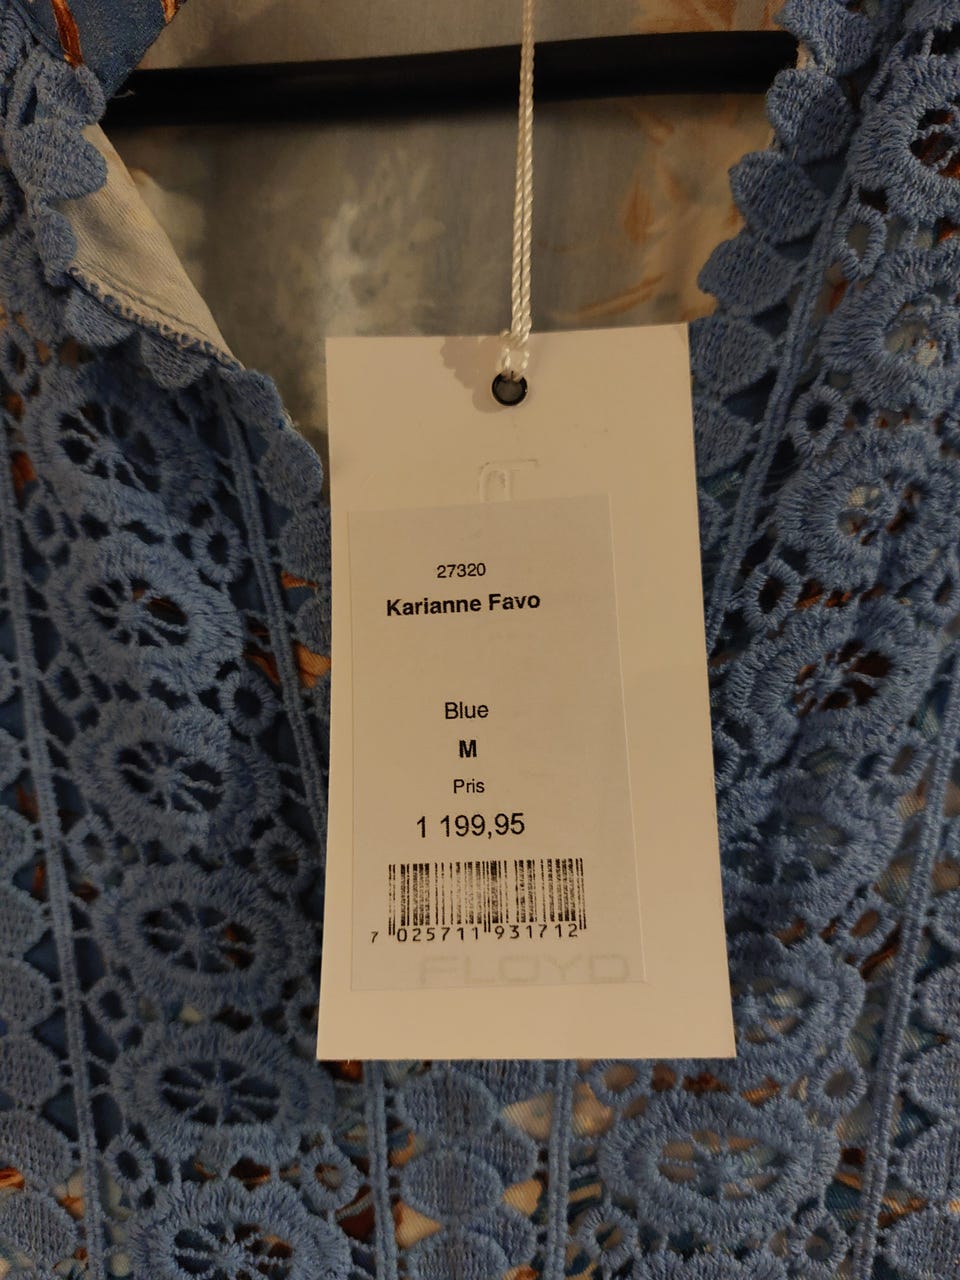 27320
Karianne Favo
Blue
M
Pris
1 199,95
7 025711 931712
FLOYD